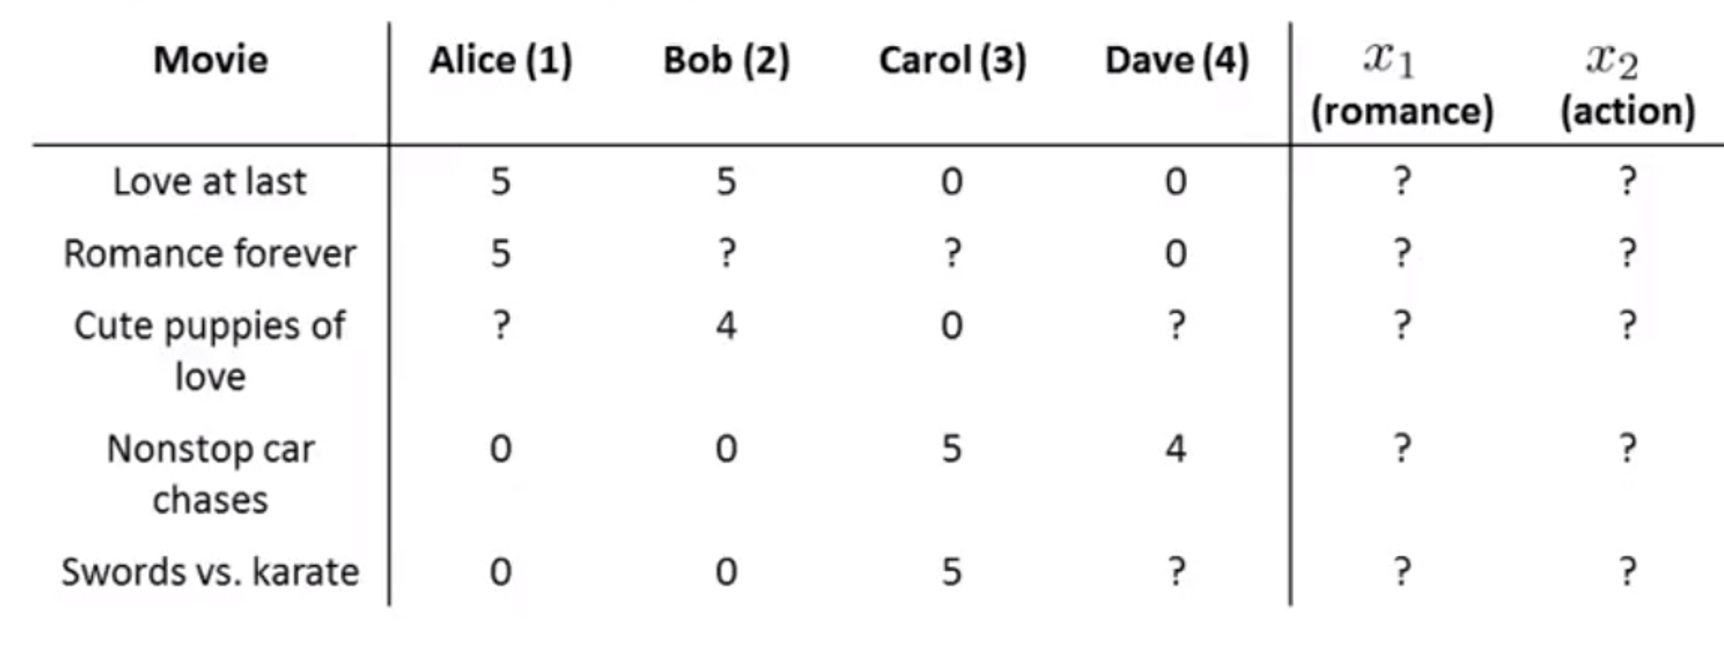 Movie Alice (1) Bob (2) Carol (3) Dave (4) x₁ x₂
(romance) (action)
Love at last 5 5 0 0 ? ?
Romance forever 5 ? ? 0 ? ?
Cute puppies of ? 4 0 ? ? ?
love
Nonstop car 0 0 5 4 ? ?
chases
Swords vs. karate 0 0 5 ? ? ?